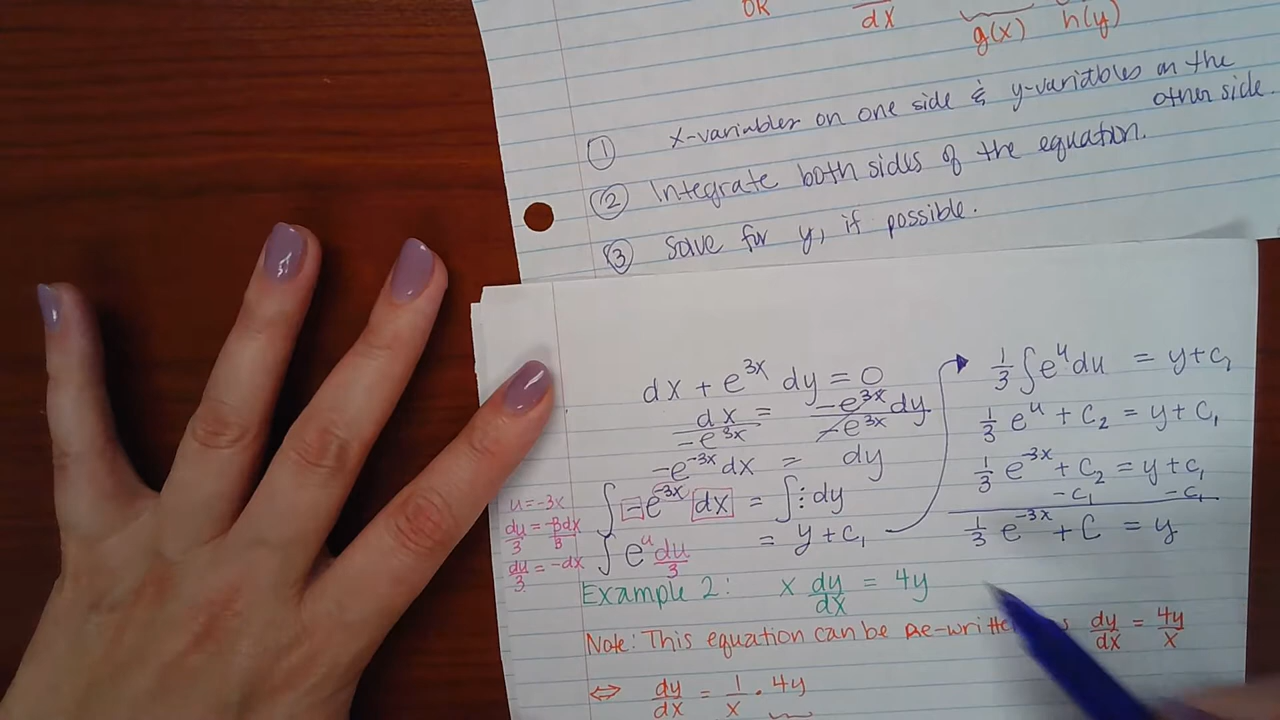 OR dy/dx g(x) h(y)
① x-variables on one side & y-variables on the other side.
② Integrate both sides of the equation.
③ Solve for y, if possible.
dx + e^{3x} dy = 0
dx/-e^{3x} = -e^{3x}dy/-e^{3x}
-e^{-3x}dx = dy
∫ -e^{-3x} dx = ∫ dy
= y + c₁
u = -3x
du/3 = -3dx/3
du/3 = -dx
∫ e^u du/3
1/3 ∫ e^u du = y + c₁
1/3 e^u + c₂ = y + c₁
1/3 e^{-3x} + c₂ = y + c₁
-c₁ -c₁
1/3 e^{-3x} + C = y
Example 2: x dy/dx = 4y
Note: This equation can be re-written dy/dx = 4y/x
⇔ dy/dx = 1/x · 4y